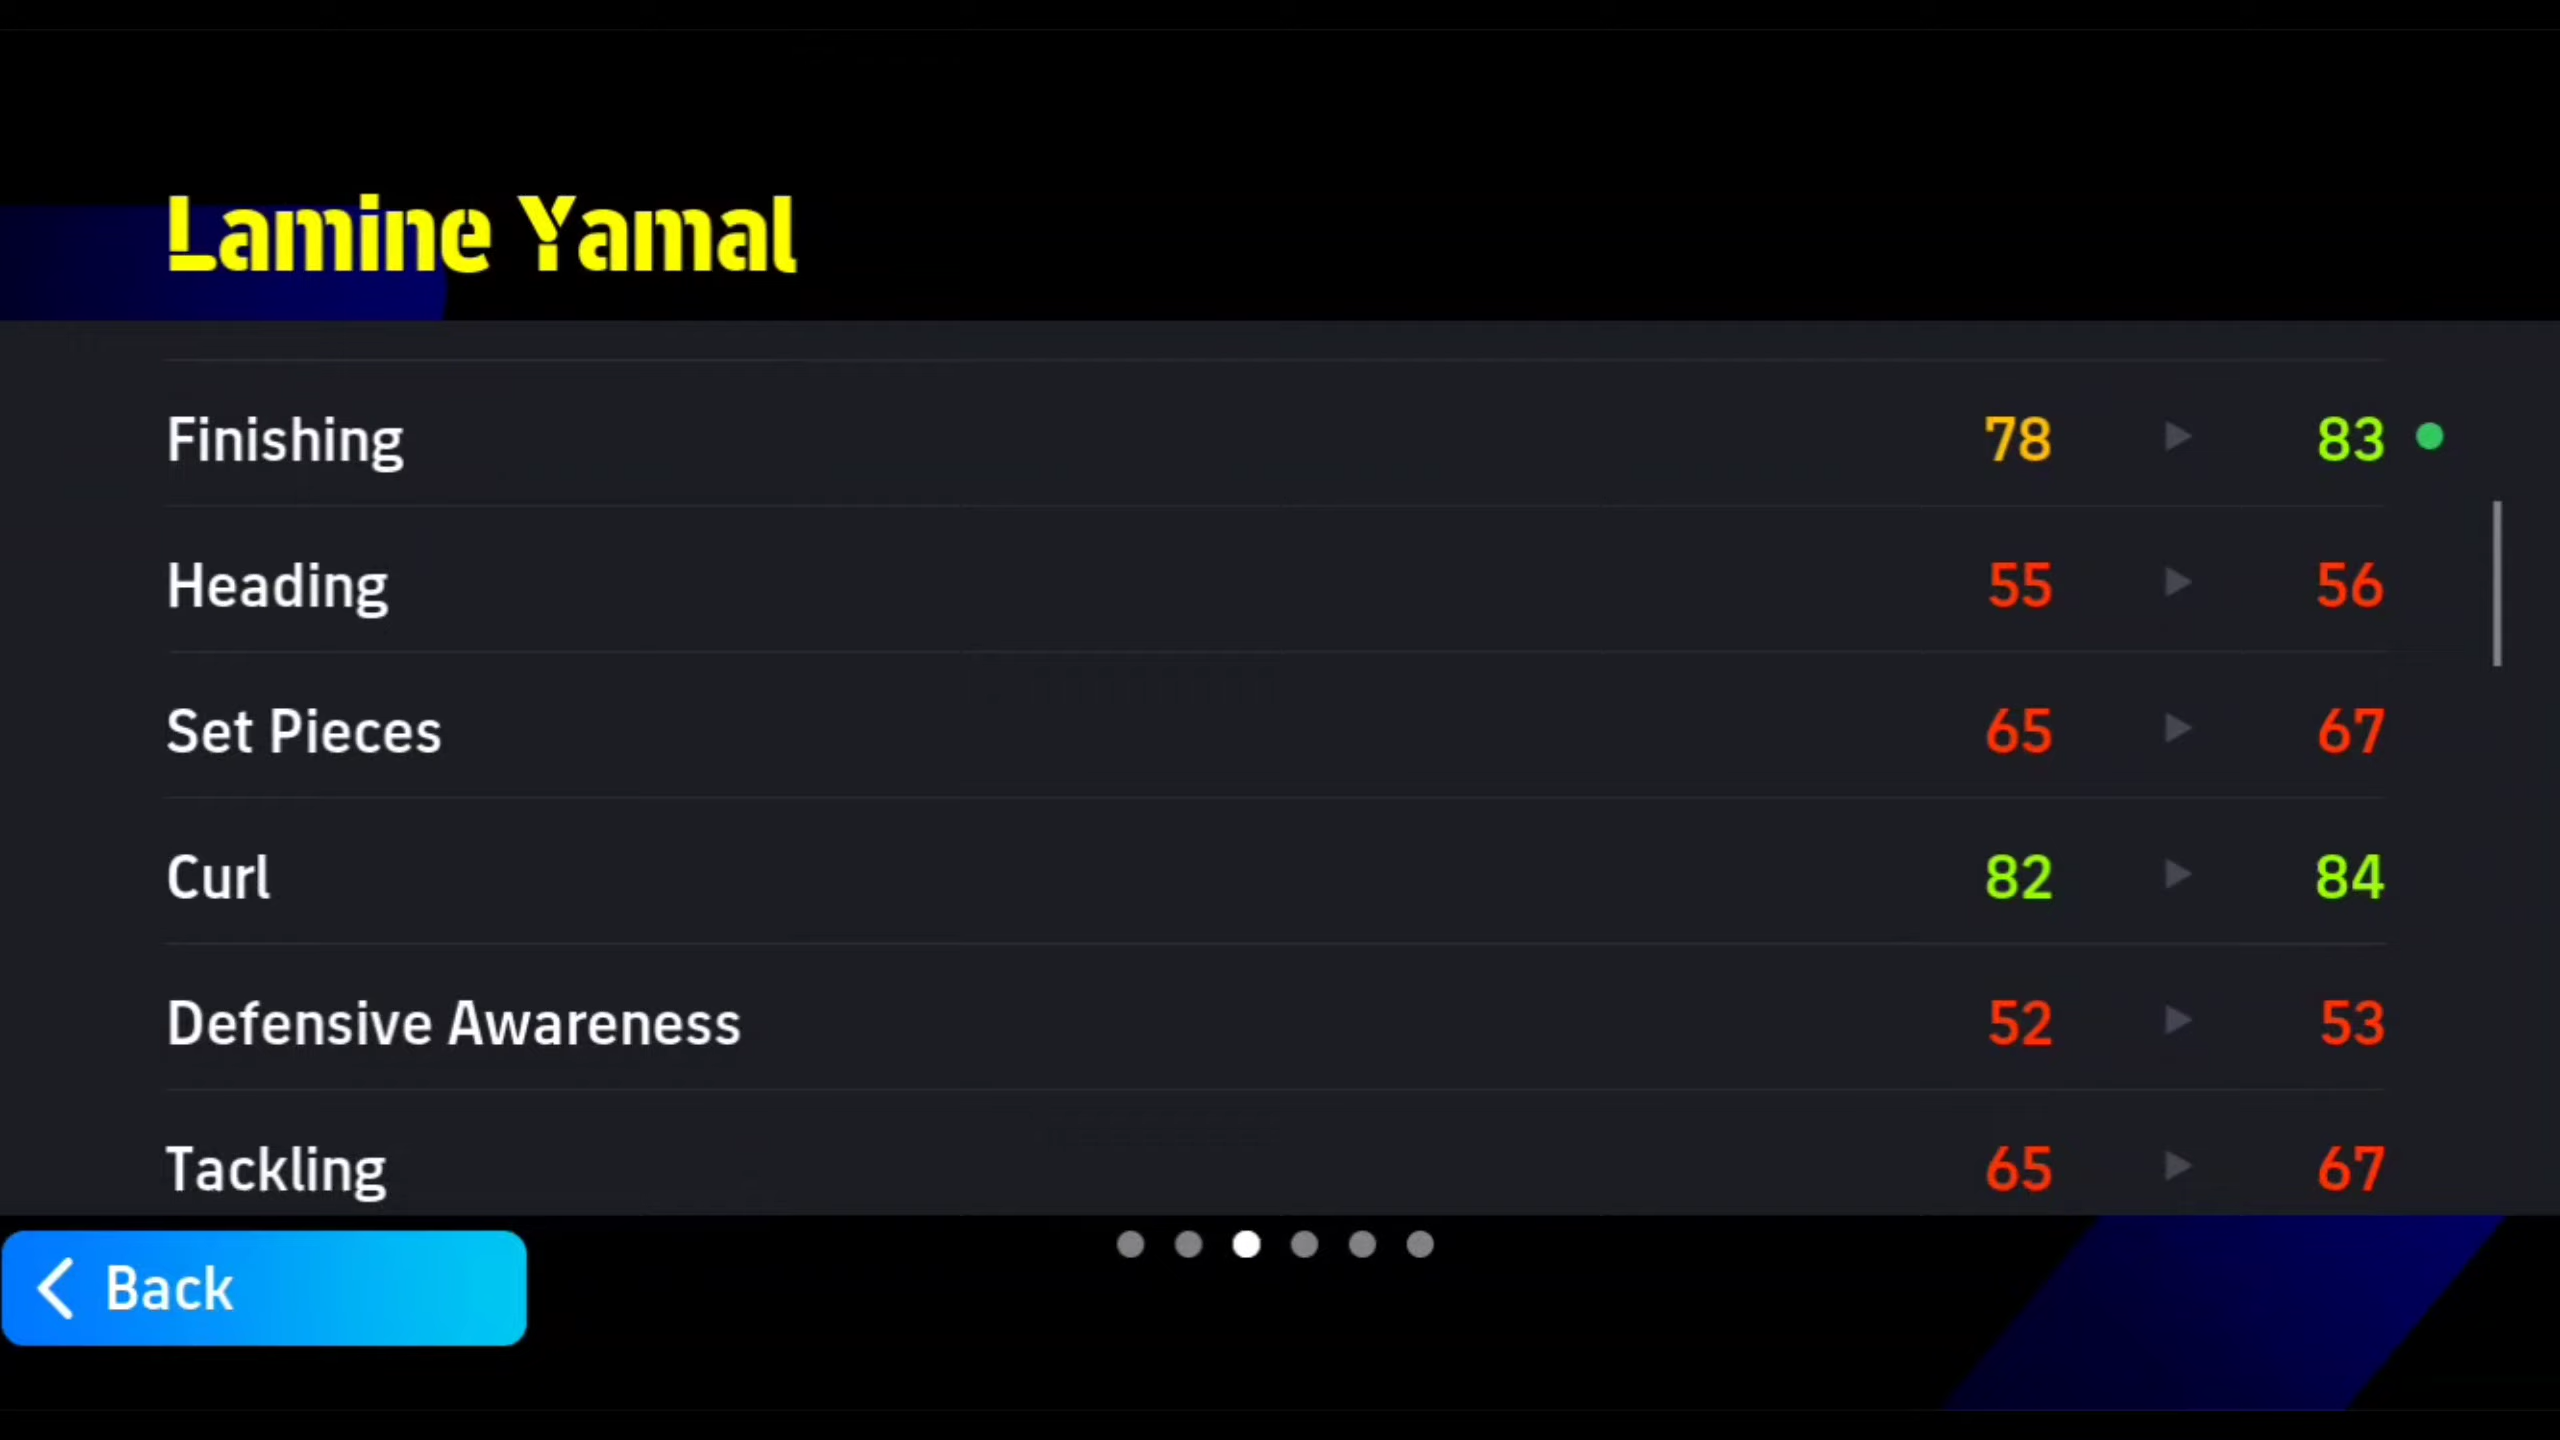 Lamine Yamal
Finishing 78 ▶ 83
Heading 55 ▶ 56
Set Pieces 65 ▶ 67
Curl 82 ▶ 84
Defensive Awareness 52 ▶ 53
Tackling 65 ▶ 67
Back